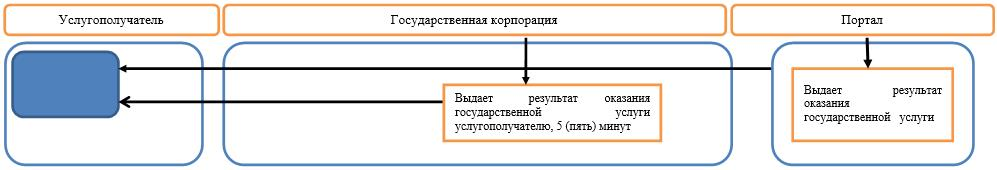 Услугополучатель
Государственная корпорация
Портал
Выдает результат оказания
государственной услуги
услугополучателю, 5 (пять) минут
Выдает результат
оказания
государственной услуги